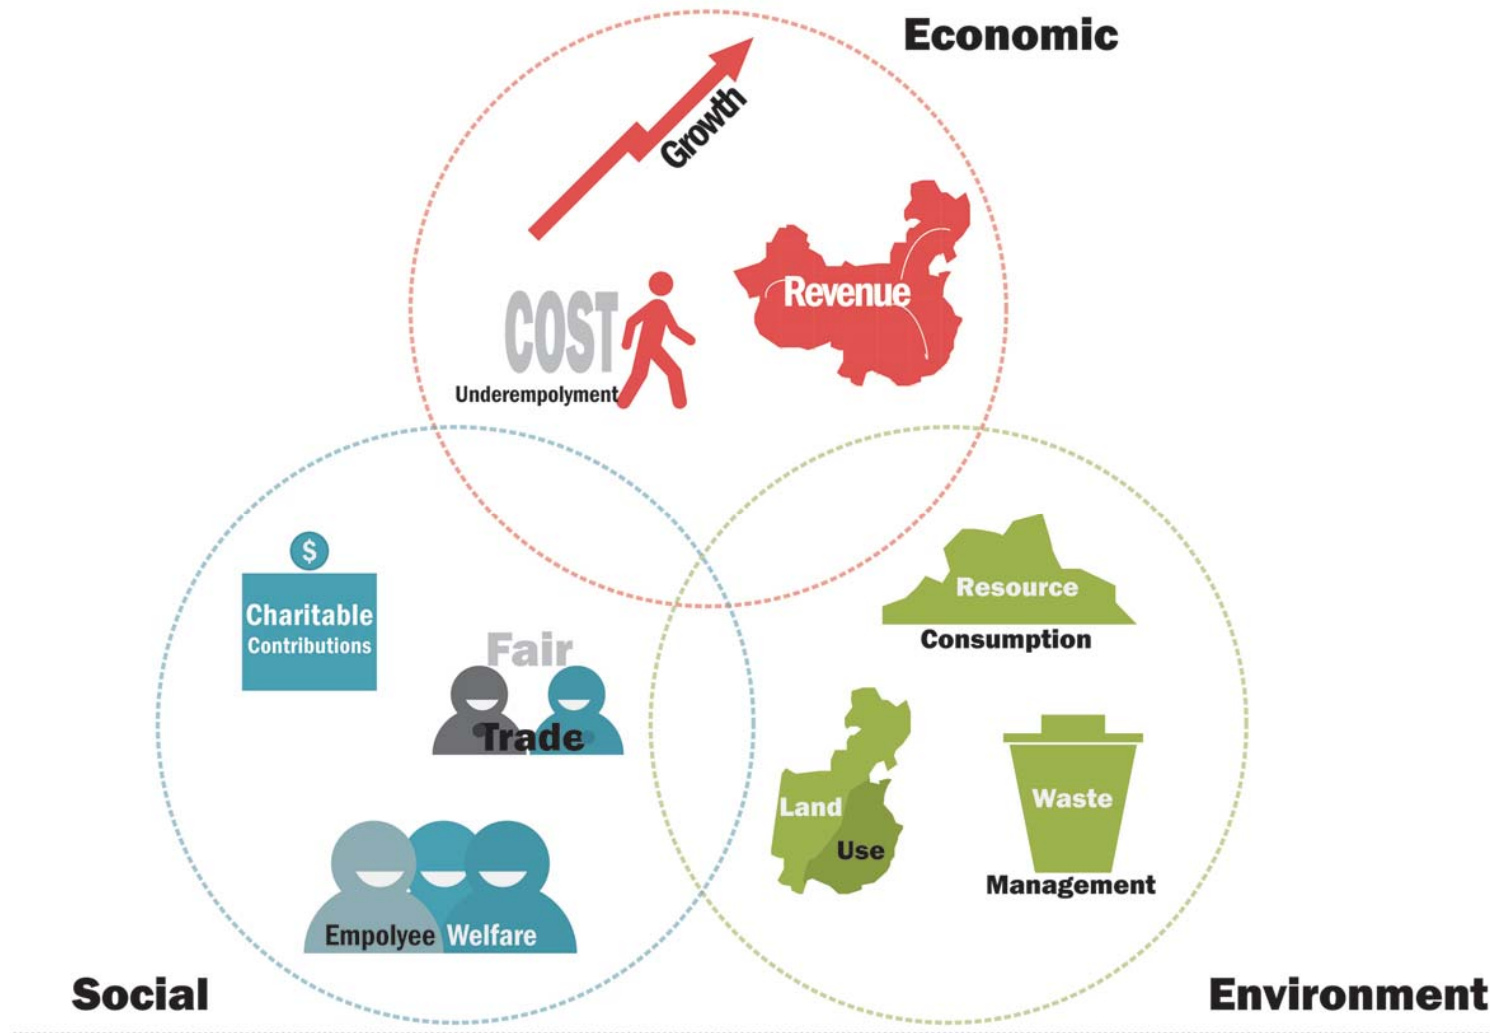 Economic
Growth
Revenue
COST
Underempolyment
$
Charitable
Contributions
Fair
Trade
Empolyee Welfare
Social
Resource
Consumption
Land
Use
Waste
Management
Environment